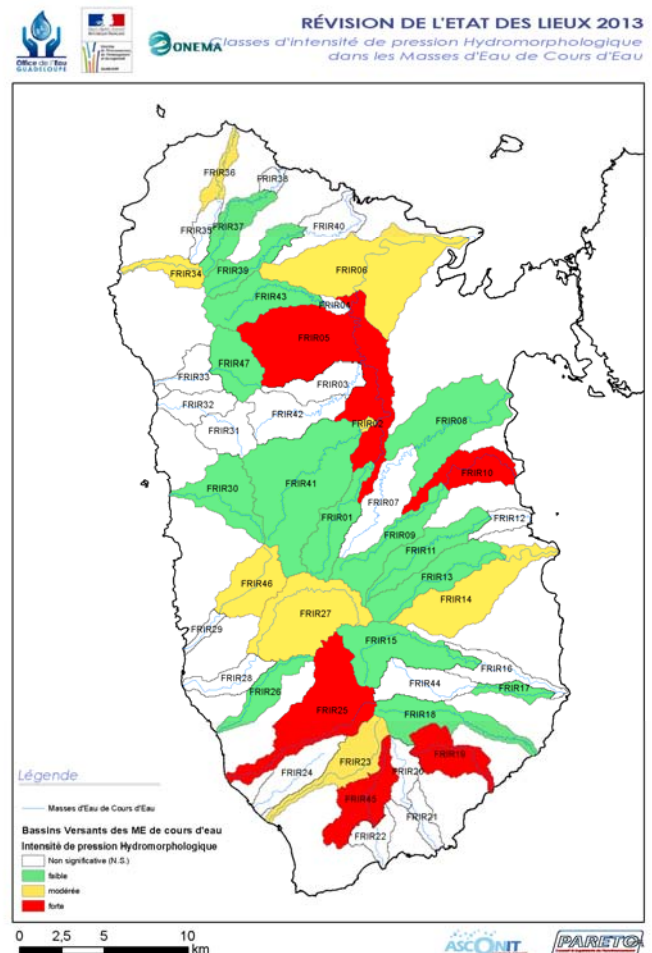 Office de l'Eau
GUADELOUPE
ONEMA
RÉVISION DE L'ETAT DES LIEUX 2013
Classes d'intensité de pression Hydromorphologique
dans les Masses d'Eau de Cours d'Eau
FRIR36
FRIR38
FRIR35
FRIR37
FRIR40
FRIR34
FRIR39
FRIR06
FRIR43
FRIR04
FRIR05
FRIR47
FRIR33
FRIR03
FRIR32
FRIR42
FRIR31
FRIR02
FRIR08
FRIR41
FRIR10
FRIR30
FRIR01
FRIR07
FRIR12
FRIR09
FRIR11
FRIR13
FRIR46
FRIR14
FRIR27
FRIR29
FRIR15
FRIR16
FRIR28
FRIR44
FRIR17
FRIR26
FRIR25
FRIR18
FRIR19
FRIR23
FRIR24
FRIR20
FRIR45
FRIR21
FRIR22
Légende
Masses d'Eau de Cours d'Eau
Bassins Versants des ME de cours d'eau
Intensité de pression Hydromorphologique
Non significative (N.S.)
faible
modérée
forte
0 2,5 5 10
km
ASCONIT
PARETO